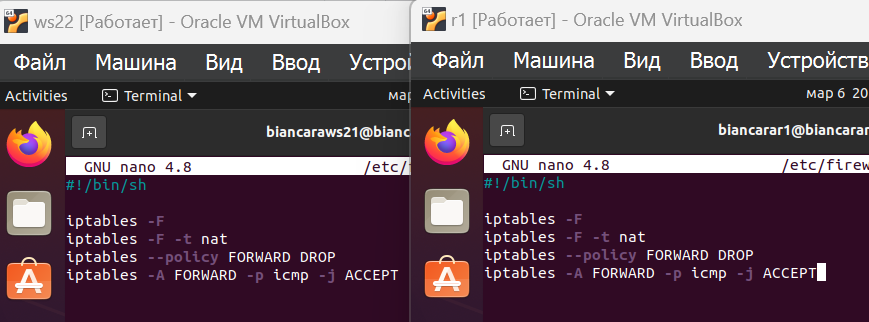 ws22 [Работает] - Oracle VM VirtualBox
Файл Машина Вид Ввод Устрой
Activities Terminal мар
biancaraws21@bianc
GNU nano 4.8 /etc/
#!/bin/sh
iptables -F
iptables -F -t nat
iptables --policy FORWARD DROP
iptables -A FORWARD -p icmp -j ACCEPT
r1 [Работает] - Oracle VM VirtualBox
Файл Машина Вид Ввод Устройств
Activities Terminal мар 6 20
biancarar1@biancarar
GNU nano 4.8 /etc/firew
#!/bin/sh
iptables -F
iptables -F -t nat
iptables --policy FORWARD DROP
iptables -A FORWARD -p icmp -j ACCEPT